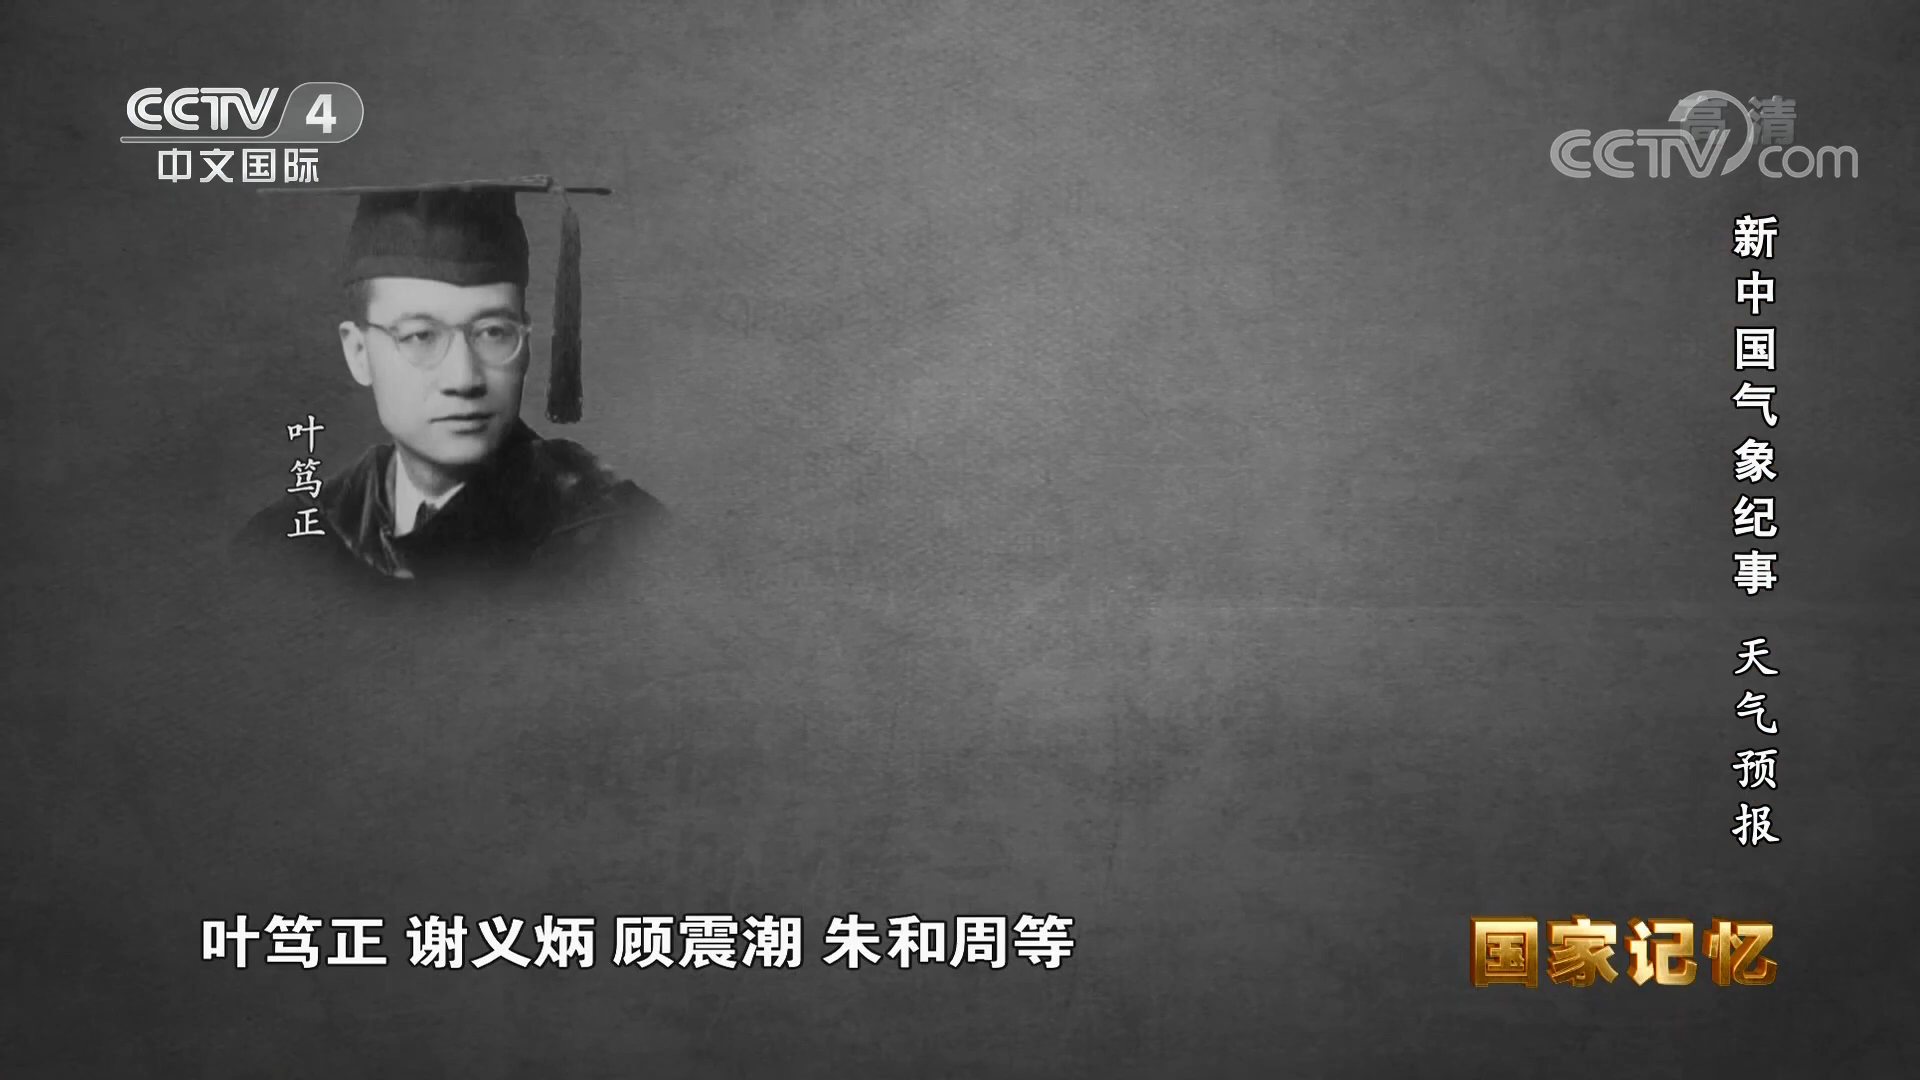 CCTV 4
中文国际
高清
CCTV com
新中国气象纪事 天气预报
叶笃正
叶笃正 谢义炳 顾震潮 朱和周等
国家记忆